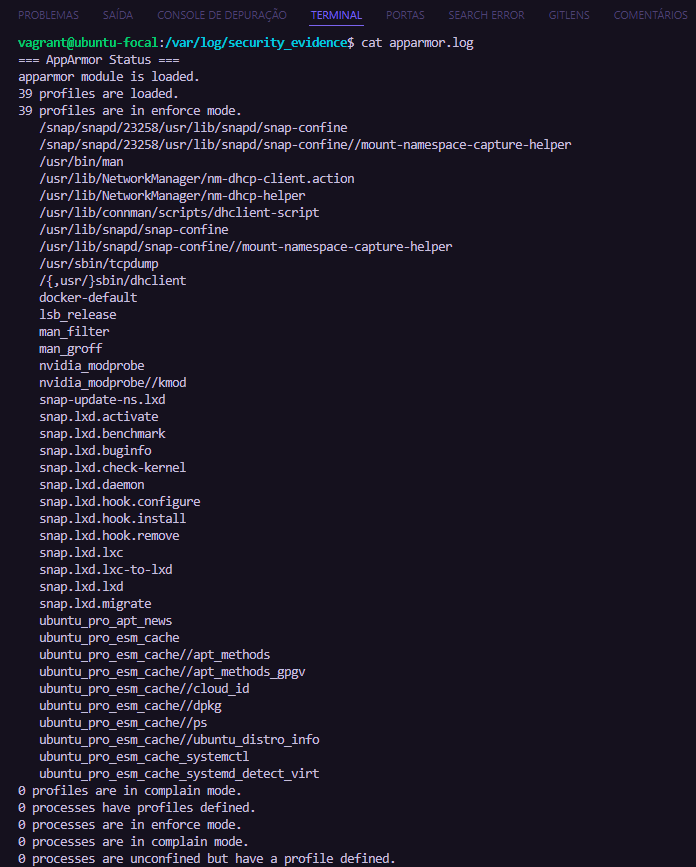 PROBLEMAS SAÍDA CONSOLE DE DEPURAÇÃO TERMINAL PORTAS SEARCH ERROR GITLENS COMENTÁRIOS
vagrant@ubuntu-focal:/var/log/security_evidence$ cat apparmor.log
=== AppArmor Status ===
apparmor module is loaded.
39 profiles are loaded.
39 profiles are in enforce mode.
/snap/snapd/23258/usr/lib/snapd/snap-confine
/snap/snapd/23258/usr/lib/snapd/snap-confine//mount-namespace-capture-helper
/usr/bin/man
/usr/lib/NetworkManager/nm-dhcp-client.action
/usr/lib/NetworkManager/nm-dhcp-helper
/usr/lib/connman/scripts/dhclient-script
/usr/lib/snapd/snap-confine
/usr/lib/snapd/snap-confine//mount-namespace-capture-helper
/usr/sbin/tcpdump
/{,usr/}sbin/dhclient
docker-default
lsb_release
man_filter
man_groff
nvidia_modprobe
nvidia_modprobe//kmod
snap-update-ns.lxd
snap.lxd.activate
snap.lxd.benchmark
snap.lxd.buginfo
snap.lxd.check-kernel
snap.lxd.daemon
snap.lxd.hook.configure
snap.lxd.hook.install
snap.lxd.hook.remove
snap.lxd.lxc
snap.lxd.lxc-to-lxd
snap.lxd.lxd
snap.lxd.migrate
ubuntu_pro_apt_news
ubuntu_pro_esm_cache
ubuntu_pro_esm_cache//apt_methods
ubuntu_pro_esm_cache//apt_methods_gpgv
ubuntu_pro_esm_cache//cloud_id
ubuntu_pro_esm_cache//dpkg
ubuntu_pro_esm_cache//ps
ubuntu_pro_esm_cache//ubuntu_distro_info
ubuntu_pro_esm_cache_systemctl
ubuntu_pro_esm_cache_systemd_detect_virt
0 profiles are in complain mode.
0 processes have profiles defined.
0 processes are in enforce mode.
0 processes are in complain mode.
0 processes are unconfined but have a profile defined.